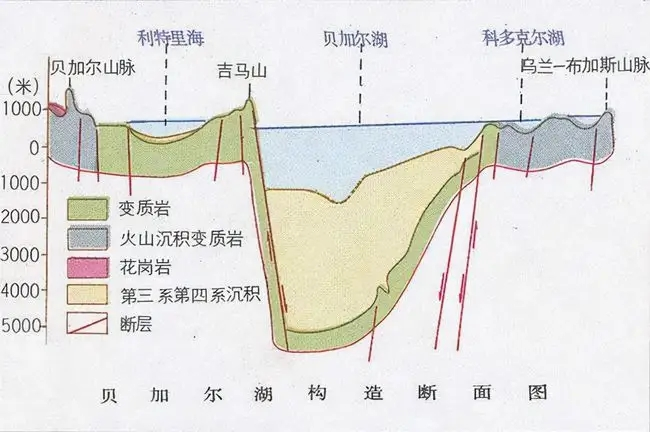 利特里海
贝加尔湖
科多克尔湖
贝加尔山脉
吉马山
乌兰一布加斯山脉
(米)
1000
0
1000
2000
3000
4000
5000
变质岩
火山沉积变质岩
花岗岩
第三系第四系沉积
断层
贝加尔湖构造断面图